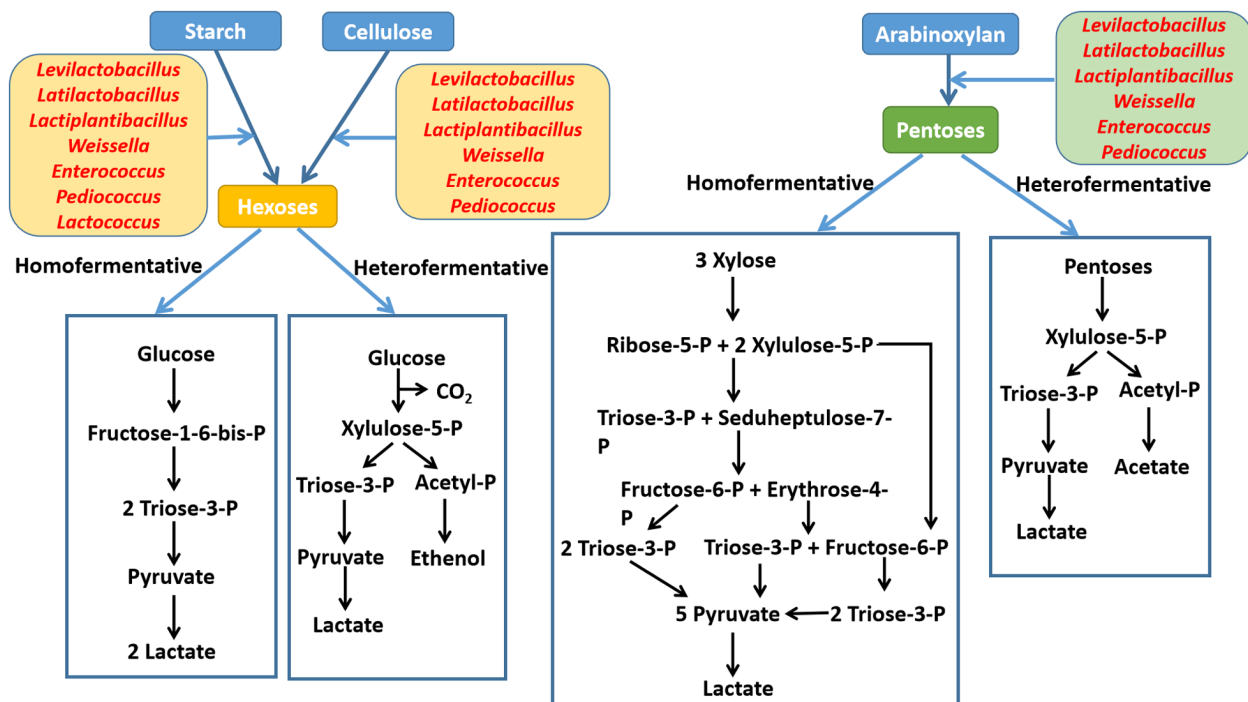 Starch
Cellulose
Arabinoxylan
Levilactobacillus
Latilactobacillus
Lactiplantibacillus
Weissella
Enterococcus
Pediococcus
Lactococcus
Levilactobacillus
Latilactobacillus
Lactiplantibacillus
Weissella
Enterococcus
Pediococcus
Levilactobacillus
Latilactobacillus
Lactiplantibacillus
Weissella
Enterococcus
Pediococcus
Hexoses
Pentoses
Homofermentative
Heterofermentative
Homofermentative
Heterofermentative
Glucose
Fructose-1-6-bis-P
2 Triose-3-P
Pyruvate
2 Lactate
Glucose
CO₂
Xylulose-5-P
Triose-3-P
Acetyl-P
Pyruvate
Ethenol
Lactate
3 Xylose
Ribose-5-P + 2 Xylulose-5-P
Triose-3-P + Seduheptulose-7-
P
Fructose-6-P + Erythrose-4-
P
2 Triose-3-P
Triose-3-P + Fructose-6-P
5 Pyruvate
2 Triose-3-P
Lactate
Pentoses
Xylulose-5-P
Triose-3-P
Acetyl-P
Pyruvate
Acetate
Lactate